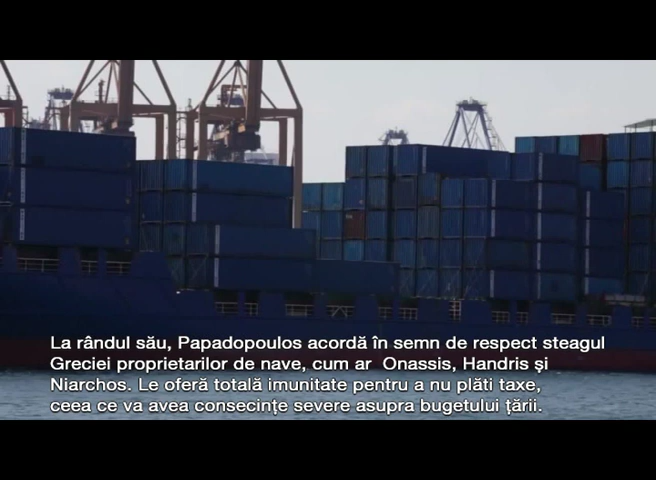 La rândul său, Papadopoulos acordă în semn de respect steagul
Greciei proprietarilor de nave, cum ar  Onassis, Handris şi
Niarchos. Le oferă totală imunitate pentru a nu plăti taxe,
ceea ce va avea consecinţe severe asupra bugetului ţării.